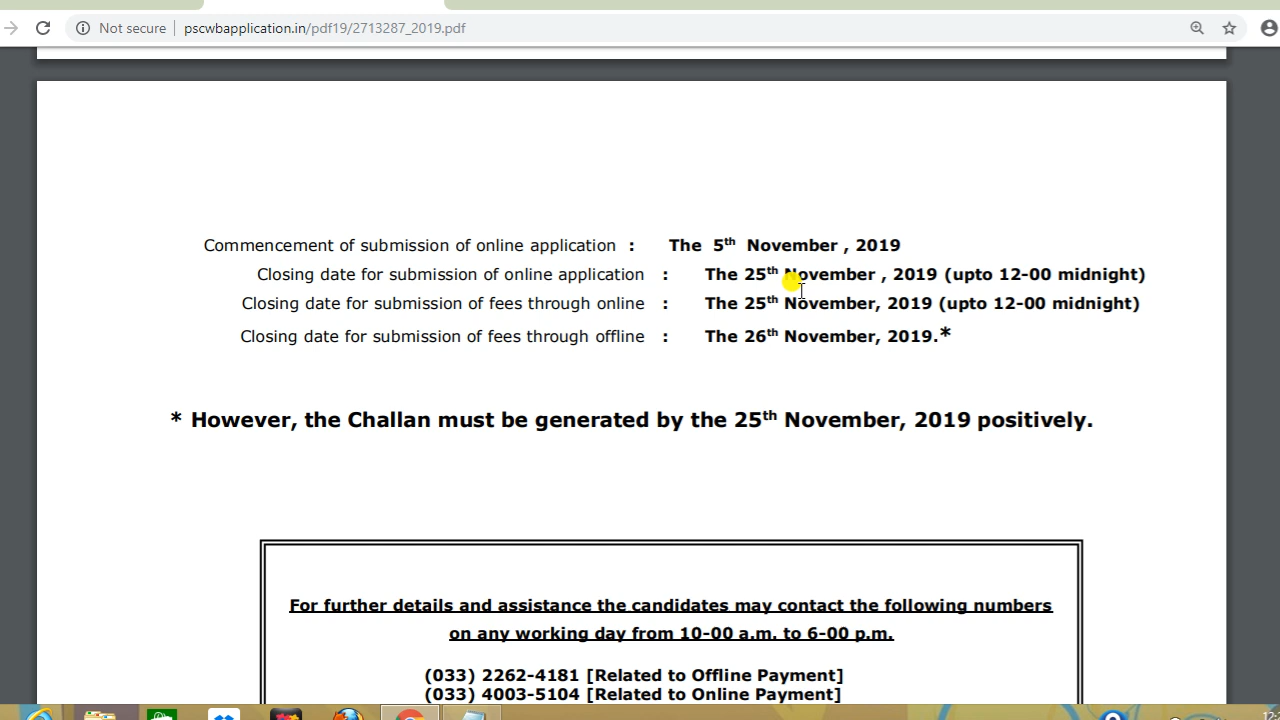 Not secure | pscwbapplication.in/pdf19/2713287_2019.pdf
Commencement of submission of online application : The 5th November , 2019
Closing date for submission of online application : The 25th November , 2019 (upto 12-00 midnight)
Closing date for submission of fees through online : The 25th November, 2019 (upto 12-00 midnight)
Closing date for submission of fees through offline : The 26th November, 2019.*
* However, the Challan must be generated by the 25th November, 2019 positively.
For further details and assistance the candidates may contact the following numbers
on any working day from 10-00 a.m. to 6-00 p.m.
(033) 2262-4181 [Related to Offline Payment]
(033) 4003-5104 [Related to Online Payment]